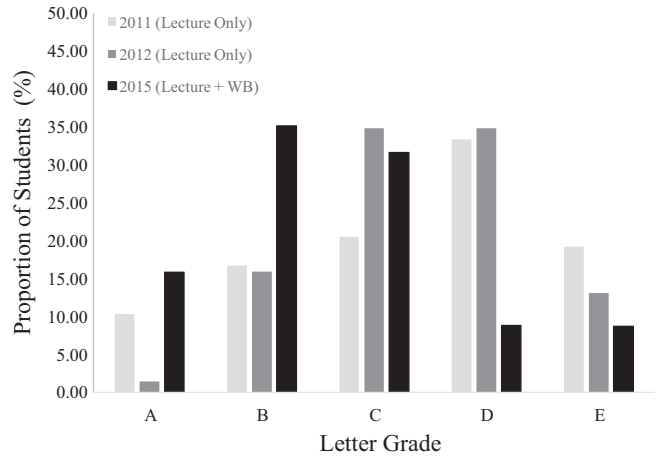 50.00
45.00
40.00
35.00
30.00
25.00
20.00
15.00
10.00
5.00
0.00
Proportion of Students (%)
2011 (Lecture Only)
2012 (Lecture Only)
2015 (Lecture + WB)
A B C D E
Letter Grade